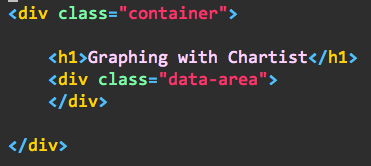 <div class="container">
<h1>Graphing with Chartist</h1>
<div class="data-area">
</div>
</div>